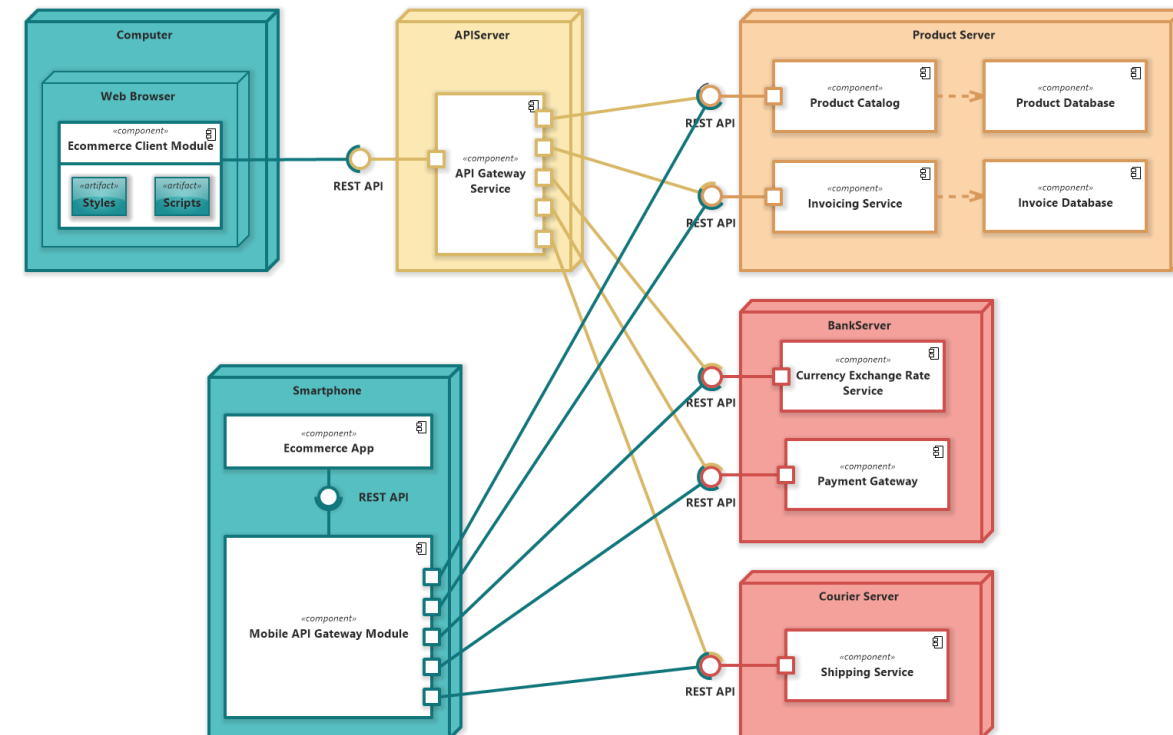 Computer
Web Browser
«component»
Ecommerce Client Module
«artifact»
Styles
«artifact»
Scripts
REST API
APIServer
«component»
API Gateway
Service
REST API
REST API
Product Server
«component»
Product Catalog
«component»
Product Database
«component»
Invoicing Service
«component»
Invoice Database
Smartphone
«component»
Ecommerce App
REST API
«component»
Mobile API Gateway Module
REST API
REST API
BankServer
«component»
Currency Exchange Rate
Service
«component»
Payment Gateway
REST API
Courier Server
«component»
Shipping Service